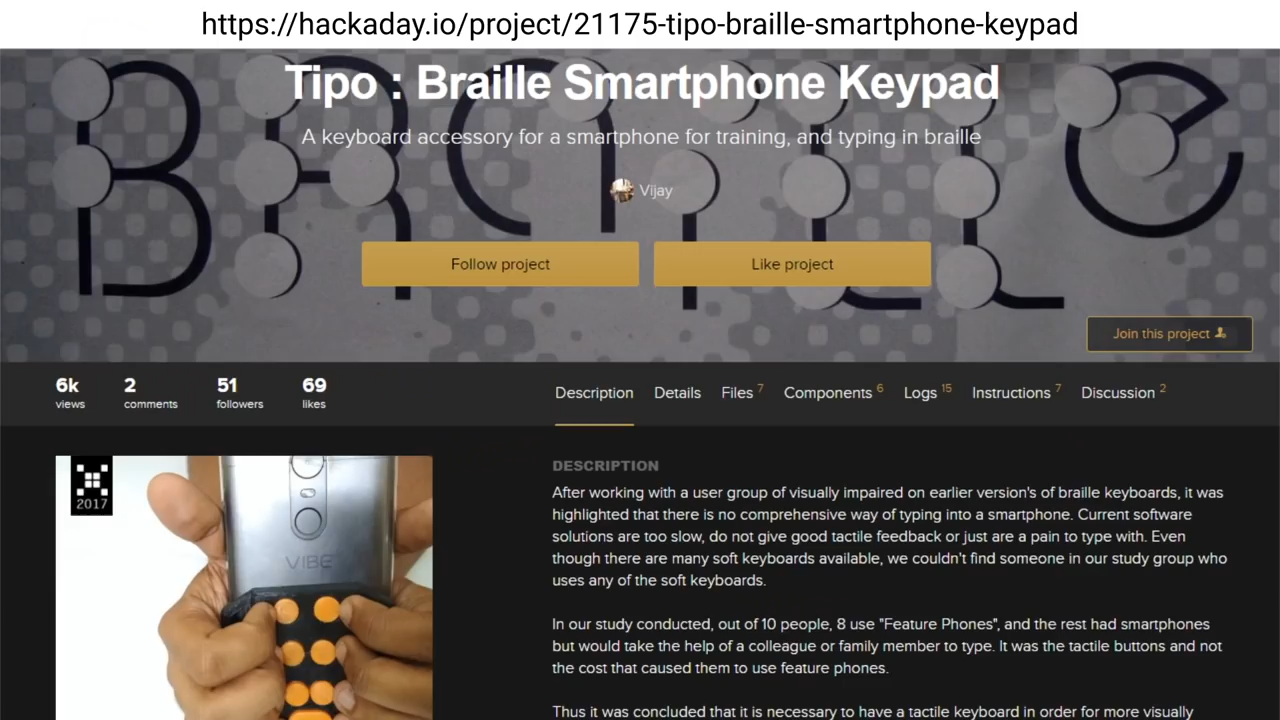 https://hackaday.io/project/21175-tipo-braille-smartphone-keypad
Braille
Tipo : Braille Smartphone Keypad
A keyboard accessory for a smartphone for training, and typing in braille
Vijay
Follow project
Like project
Join this project
6k
views
2
comments
51
followers
69
likes
Description
Details
Files 7
Components 6
Logs 15
Instructions 7
Discussion 2
2017
VIBE
DESCRIPTION
After working with a user group of visually impaired on earlier version's of braille keyboards, it was
highlighted that there is no comprehensive way of typing into a smartphone. Current software
solutions are too slow, do not give good tactile feedback or just are a pain to type with. Even
though there are many soft keyboards available, we couldn't find someone in our study group who
uses any of the soft keyboards.
In our study conducted, out of 10 people, 8 use "Feature Phones", and the rest had smartphones
but would take the help of a colleague or family member to type. It was the tactile buttons and not
the cost that caused them to use feature phones.
Thus it was concluded that it is necessary to have a tactile keyboard in order for more visually